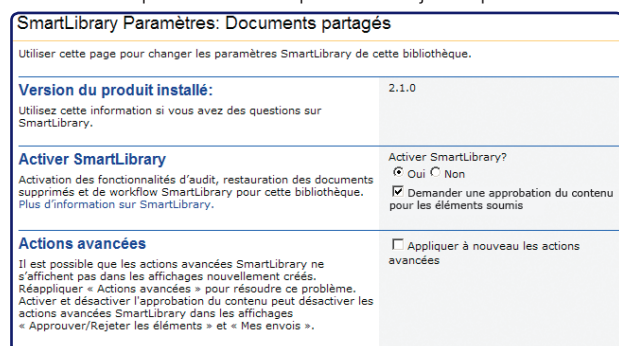 SmartLibrary Paramètres: Documents partagés
Utiliser cette page pour changer les paramètres SmartLibrary de cette bibliothèque.
Version du produit installé:
Utilisez cette information si vous avez des questions sur
SmartLibrary.
2.1.0
Activer SmartLibrary
Activation des fonctionnalités d'audit, restauration des documents
supprimés et de workflow SmartLibrary pour cette bibliothèque.
Plus d'information sur SmartLibrary.
Activer SmartLibrary?
Oui Non
Demander une approbation du contenu
pour les éléments soumis
Actions avancées
Il est possible que les actions avancées SmartLibrary ne
s'affichent pas dans les affichages nouvellement créés.
Réappliquer « Actions avancées » pour résoudre ce problème.
Activer et désactiver l'approbation du contenu peut désactiver les
actions avancées SmartLibrary dans les affichages
« Approuver/Rejeter les éléments » et « Mes envois ».
Appliquer à nouveau les actions
avancées